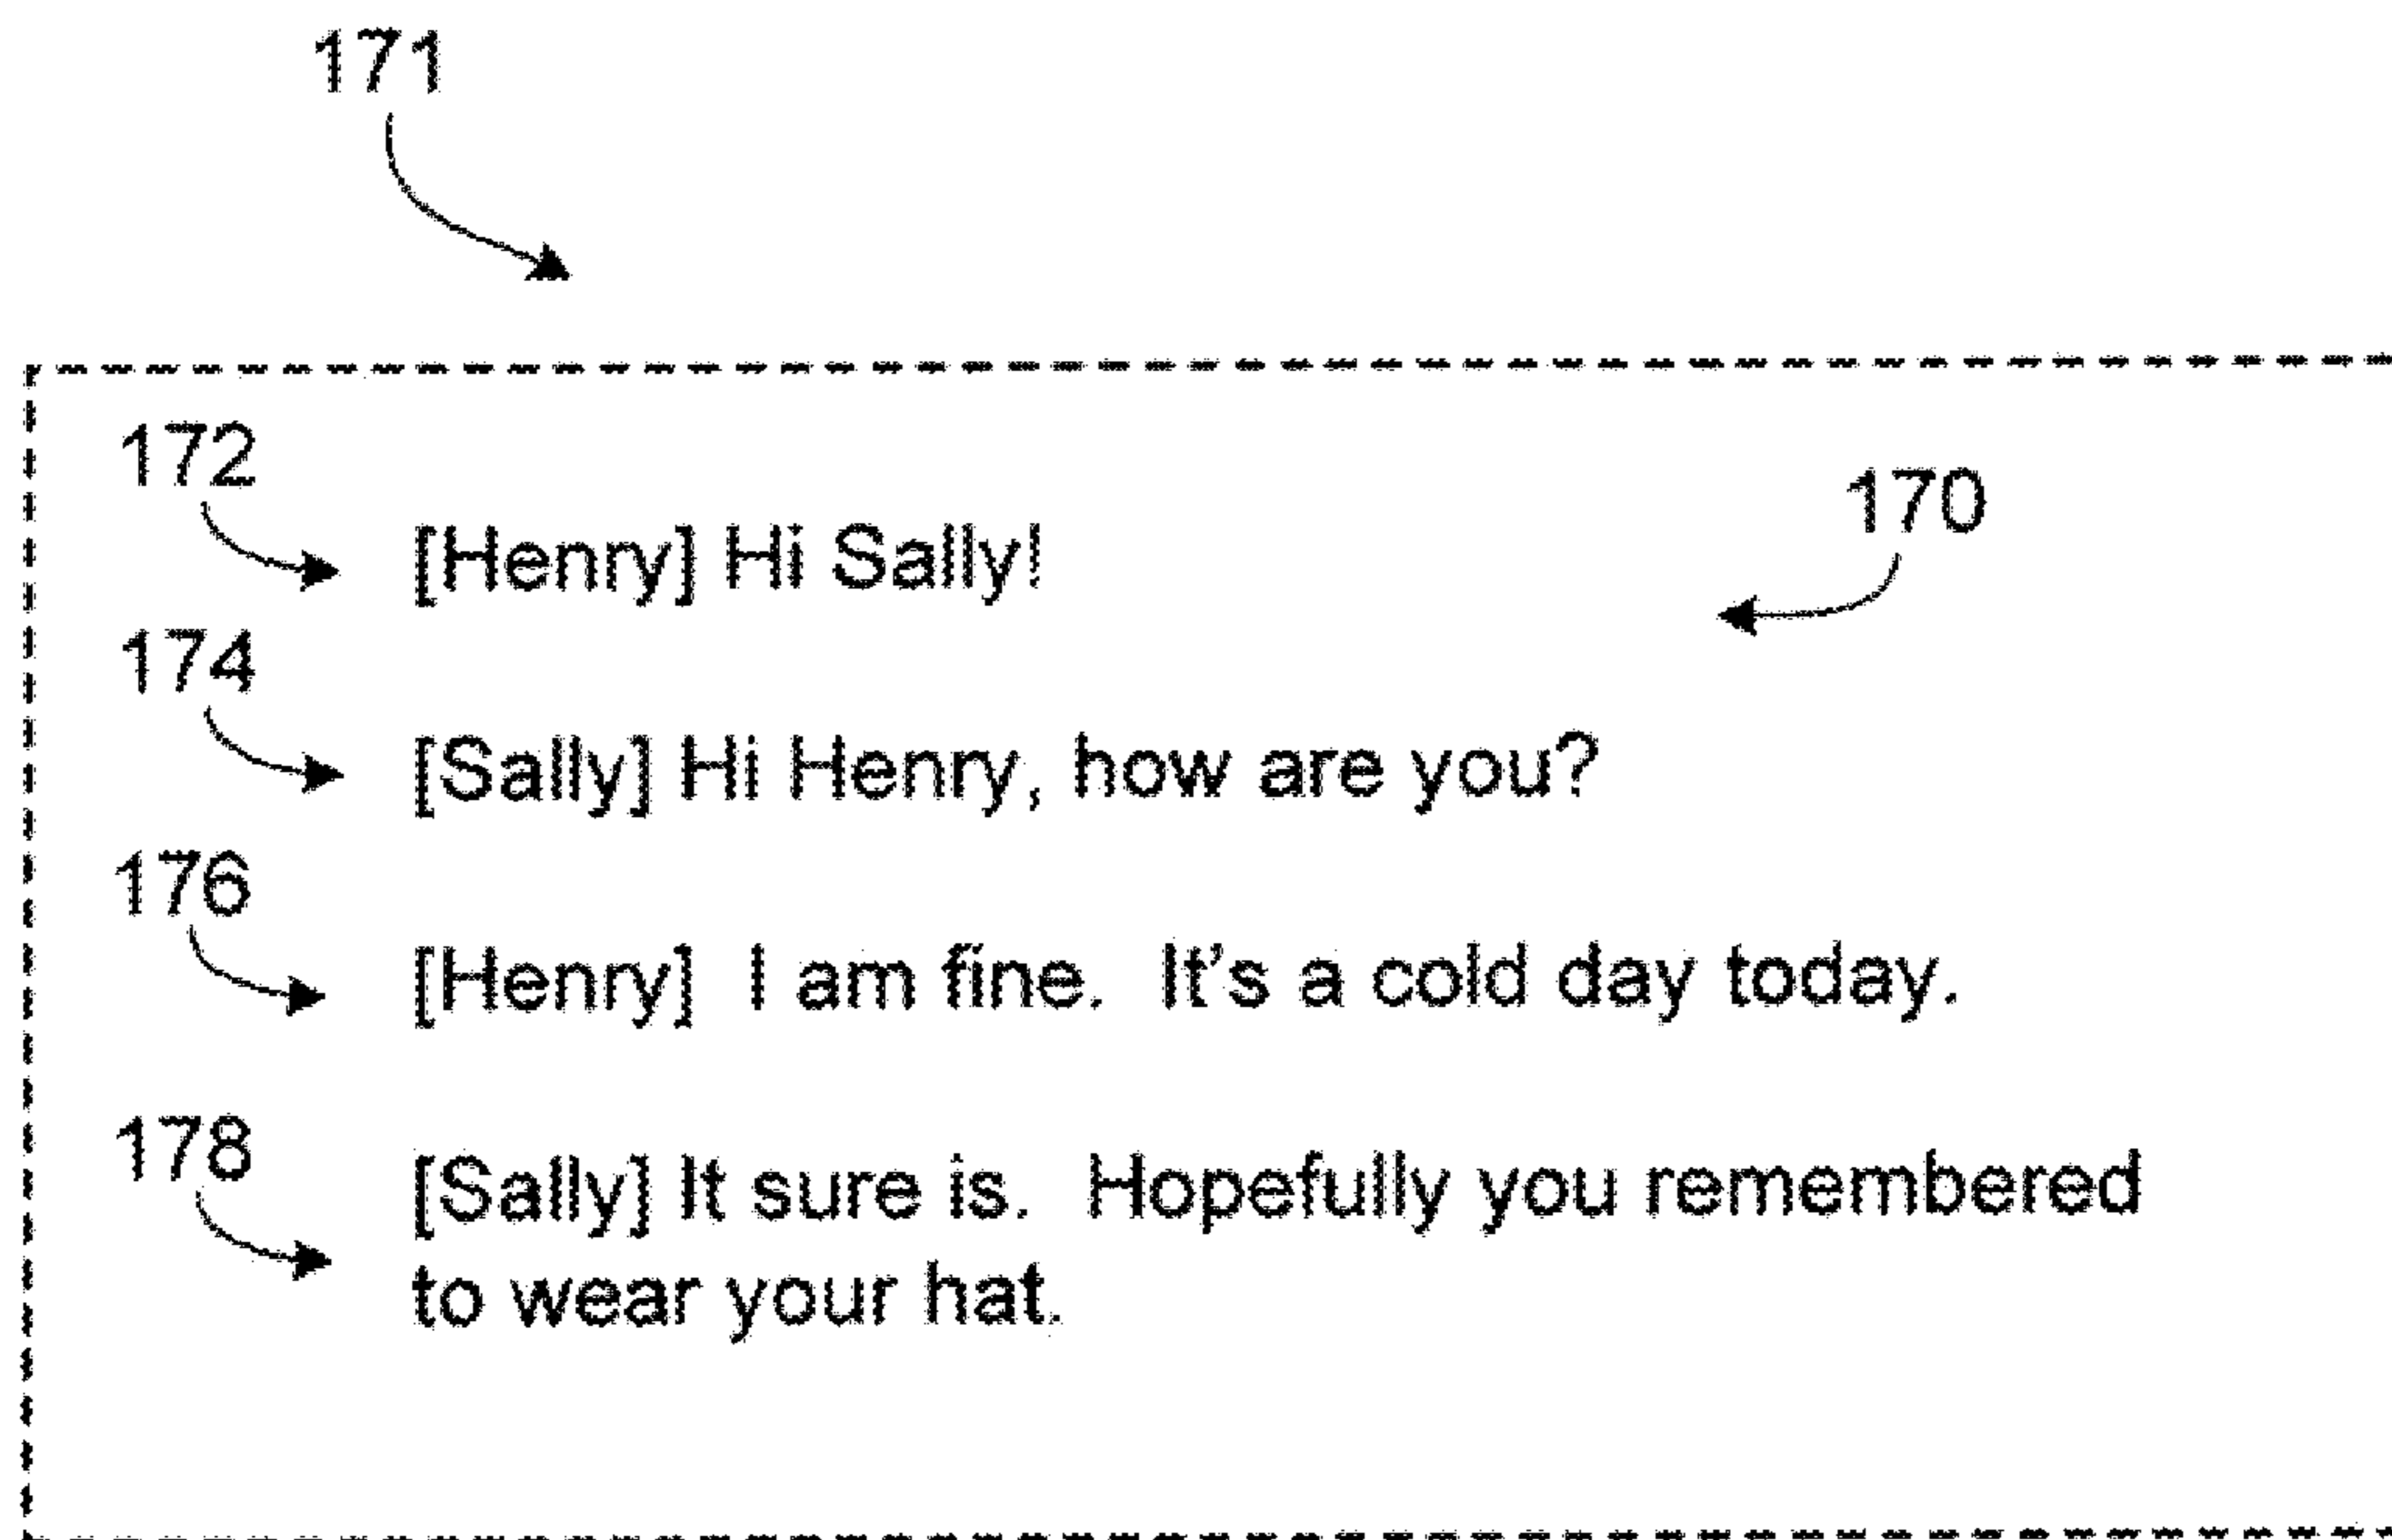 171
172
170
[Henry] Hi Sally!
174
[Sally] Hi Henry, how are you?
176
[Henry]  I am fine.  It's a cold day today.
178
[Sally] It sure is.  Hopefully you remembered
to wear your hat.